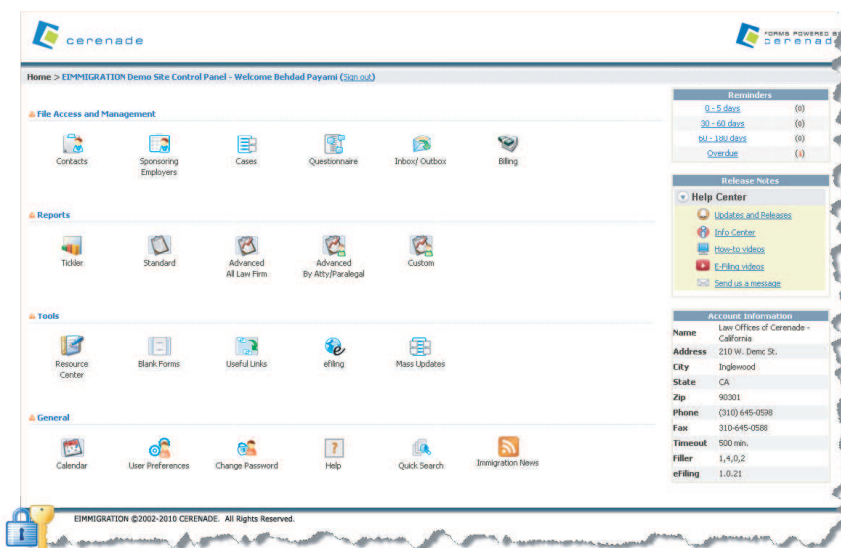 cerenade
FORMS POWERED B
cerenad
Home > EIMMIGRATION Demo Site Control Panel - Welcome Behdad Payami (Sign out)
File Access and Management
Contacts
Sponsoring
Employers
Cases
Questionnaire
Inbox/ Outbox
Billing
Reports
Tickler
Standard
Advanced
All Law Firm
Advanced
By Atty/Paralegal
Custom
Tools
Resource
Center
Blank Forms
Useful Links
efiling
Mass Updates
General
Calendar
User Preferences
Change Password
Help
Quick Search
Immigration News
Reminders
0 - 5 days (0)
30 - 60 days (0)
60 - 180 days (0)
Overdue
Release Notes
Help Center
Updates and Releases
Info Center
How-to videos
E-Filing videos
Send us a message
Account Information
Name Law Offices of Cerenade -
California
Address 210 W. Demo St.
City Inglewood
State CA
Zip 90301
Phone (310) 645-0598
Fax 310-645-0588
Timeout 500 min.
Filler 1,4,0,2
eFiling 1.0.21
EIMMIGRATION ©2002-2010 CERENADE. All Rights Reserved.